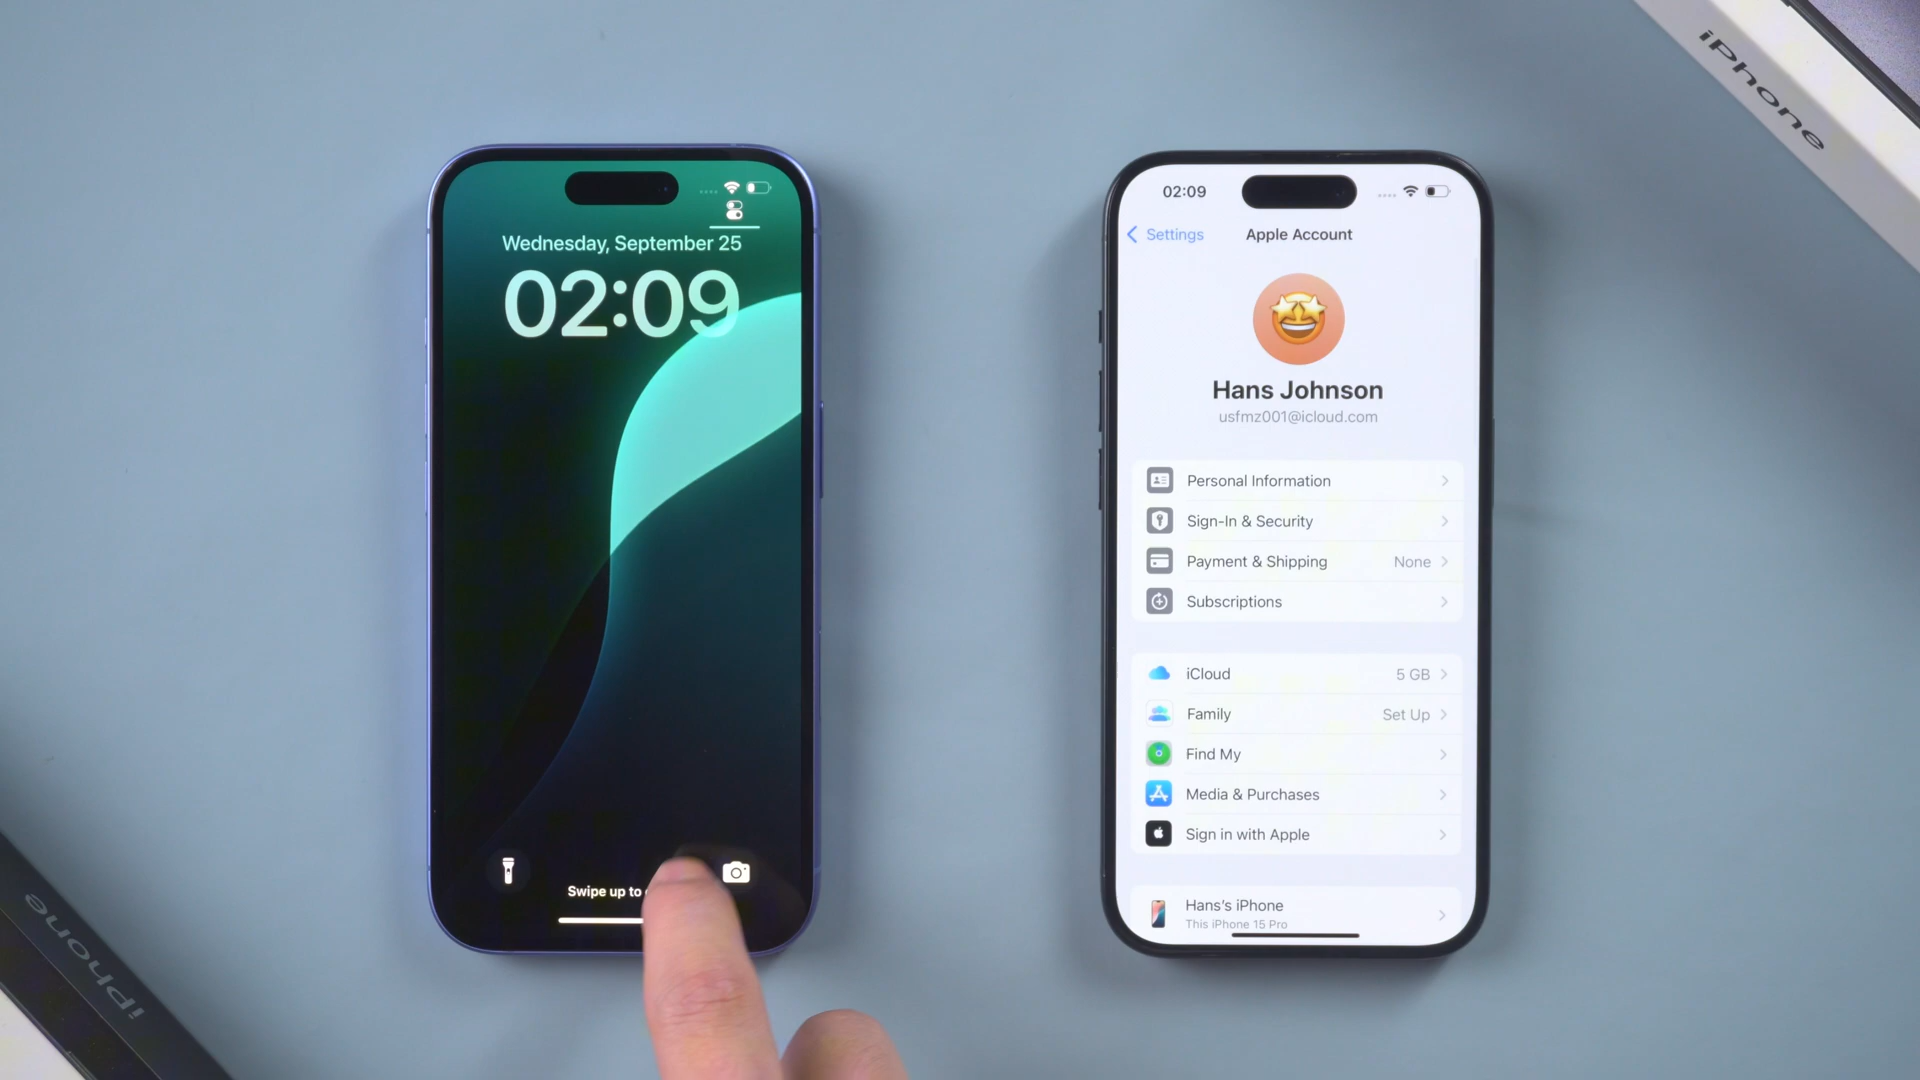 iPhone
Wednesday, September 25
02:09
Swipe up to
02:09
Settings
Apple Account
Hans Johnson
usfmz001@icloud.com
Personal Information
Sign-In & Security
Payment & Shipping None
Subscriptions
iCloud 5 GB
Family Set Up
Find My
Media & Purchases
Sign in with Apple
Hans's iPhone
This iPhone 15 Pro
iPhone